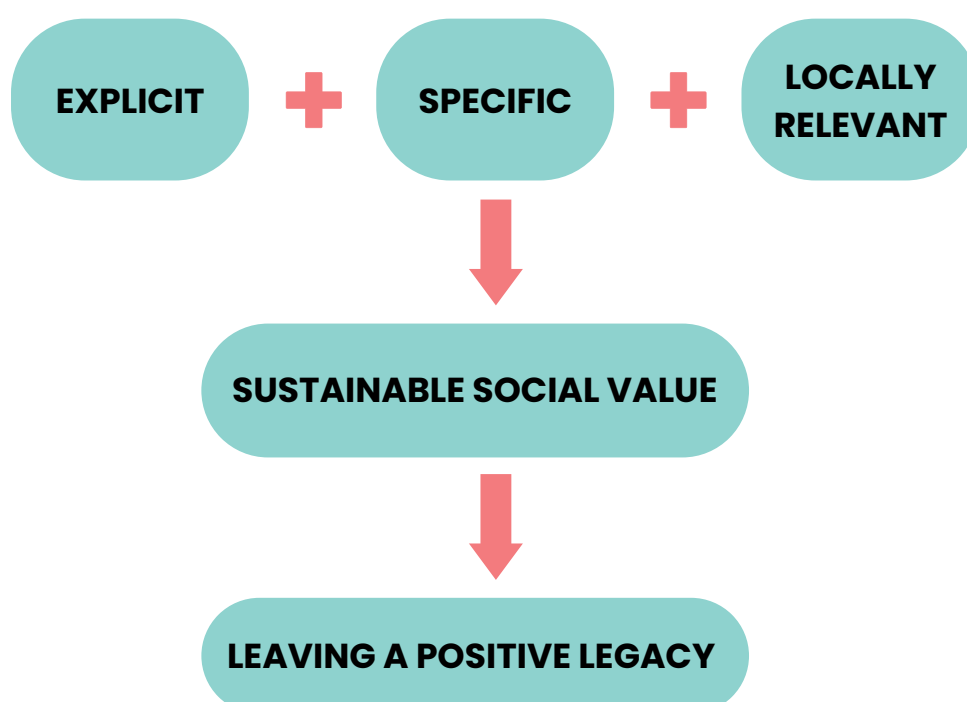 EXPLICIT
SPECIFIC
LOCALLY
RELEVANT
SUSTAINABLE SOCIAL VALUE
LEAVING A POSITIVE LEGACY